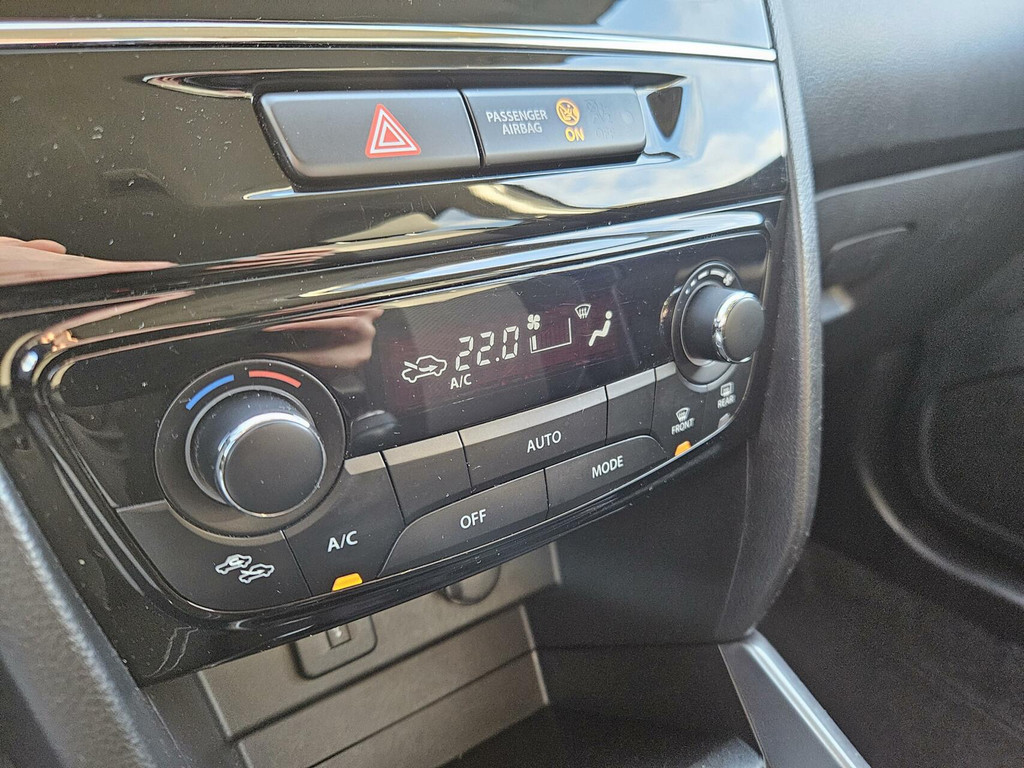 PASSENGER
AIRBAG
ON
22.0
A/C
AUTO
FRONT
REAR
A/C
OFF
MODE